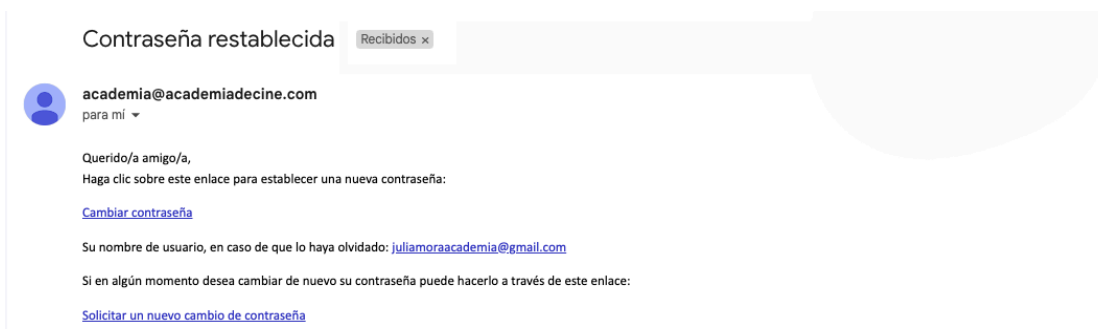 Contraseña restablecida Recibidos ×
academia@academiadecine.com
para mí
Querido/a amigo/a,
Haga clic sobre este enlace para establecer una nueva contraseña:
Cambiar contraseña
Su nombre de usuario, en caso de que lo haya olvidado: juliamoraacademia@gmail.com
Si en algún momento desea cambiar de nuevo su contraseña puede hacerlo a través de este enlace:
Solicitar un nuevo cambio de contraseña